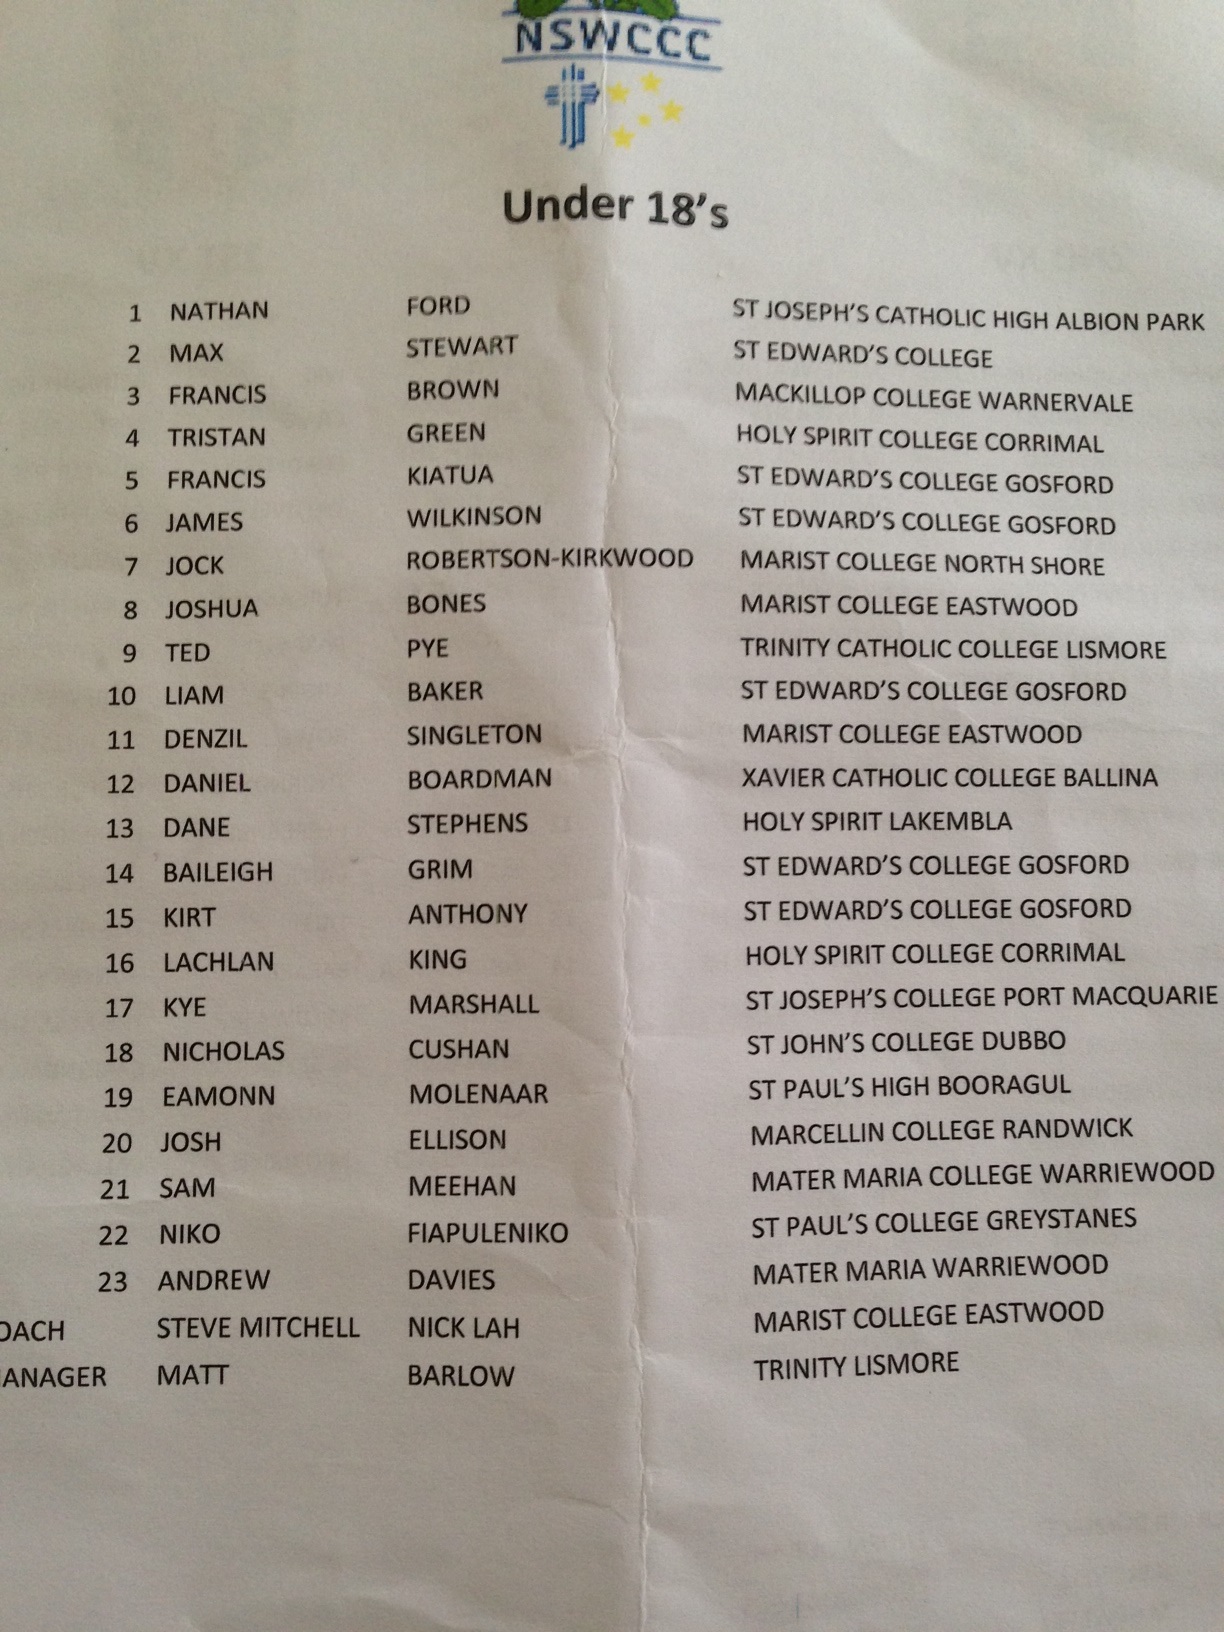 NSWCCC
Under 18's
1 NATHAN FORD ST JOSEPH'S CATHOLIC HIGH ALBION PARK
2 MAX STEWART ST EDWARD'S COLLEGE
3 FRANCIS BROWN MACKILLOP COLLEGE WARNERVALE
4 TRISTAN GREEN HOLY SPIRIT COLLEGE CORRIMAL
5 FRANCIS KIATUA ST EDWARD'S COLLEGE GOSFORD
6 JAMES WILKINSON ST EDWARD'S COLLEGE GOSFORD
7 JOCK ROBERTSON-KIRKWOOD MARIST COLLEGE NORTH SHORE
8 JOSHUA BONES MARIST COLLEGE EASTWOOD
9 TED PYE TRINITY CATHOLIC COLLEGE LISMORE
10 LIAM BAKER ST EDWARD'S COLLEGE GOSFORD
11 DENZIL SINGLETON MARIST COLLEGE EASTWOOD
12 DANIEL BOARDMAN XAVIER CATHOLIC COLLEGE BALLINA
13 DANE STEPHENS HOLY SPIRIT LAKEMBLA
14 BAILEIGH GRIM ST EDWARD'S COLLEGE GOSFORD
15 KIRT ANTHONY ST EDWARD'S COLLEGE GOSFORD
16 LACHLAN KING HOLY SPIRIT COLLEGE CORRIMAL
17 KYE MARSHALL ST JOSEPH'S COLLEGE PORT MACQUARIE
18 NICHOLAS CUSHAN ST JOHN'S COLLEGE DUBBO
19 EAMONN MOLENAAR ST PAUL'S HIGH BOORAGUL
20 JOSH ELLISON MARCELLIN COLLEGE RANDWICK
21 SAM MEEHAN MATER MARIA COLLEGE WARRIEWOOD
22 NIKO FIAPULENIKO ST PAUL'S COLLEGE GREYSTANES
23 ANDREW DAVIES MATER MARIA WARRIEWOOD
OACH STEVE MITCHELL NICK LAH MARIST COLLEGE EASTWOOD
ANAGER MATT BARLOW TRINITY LISMORE